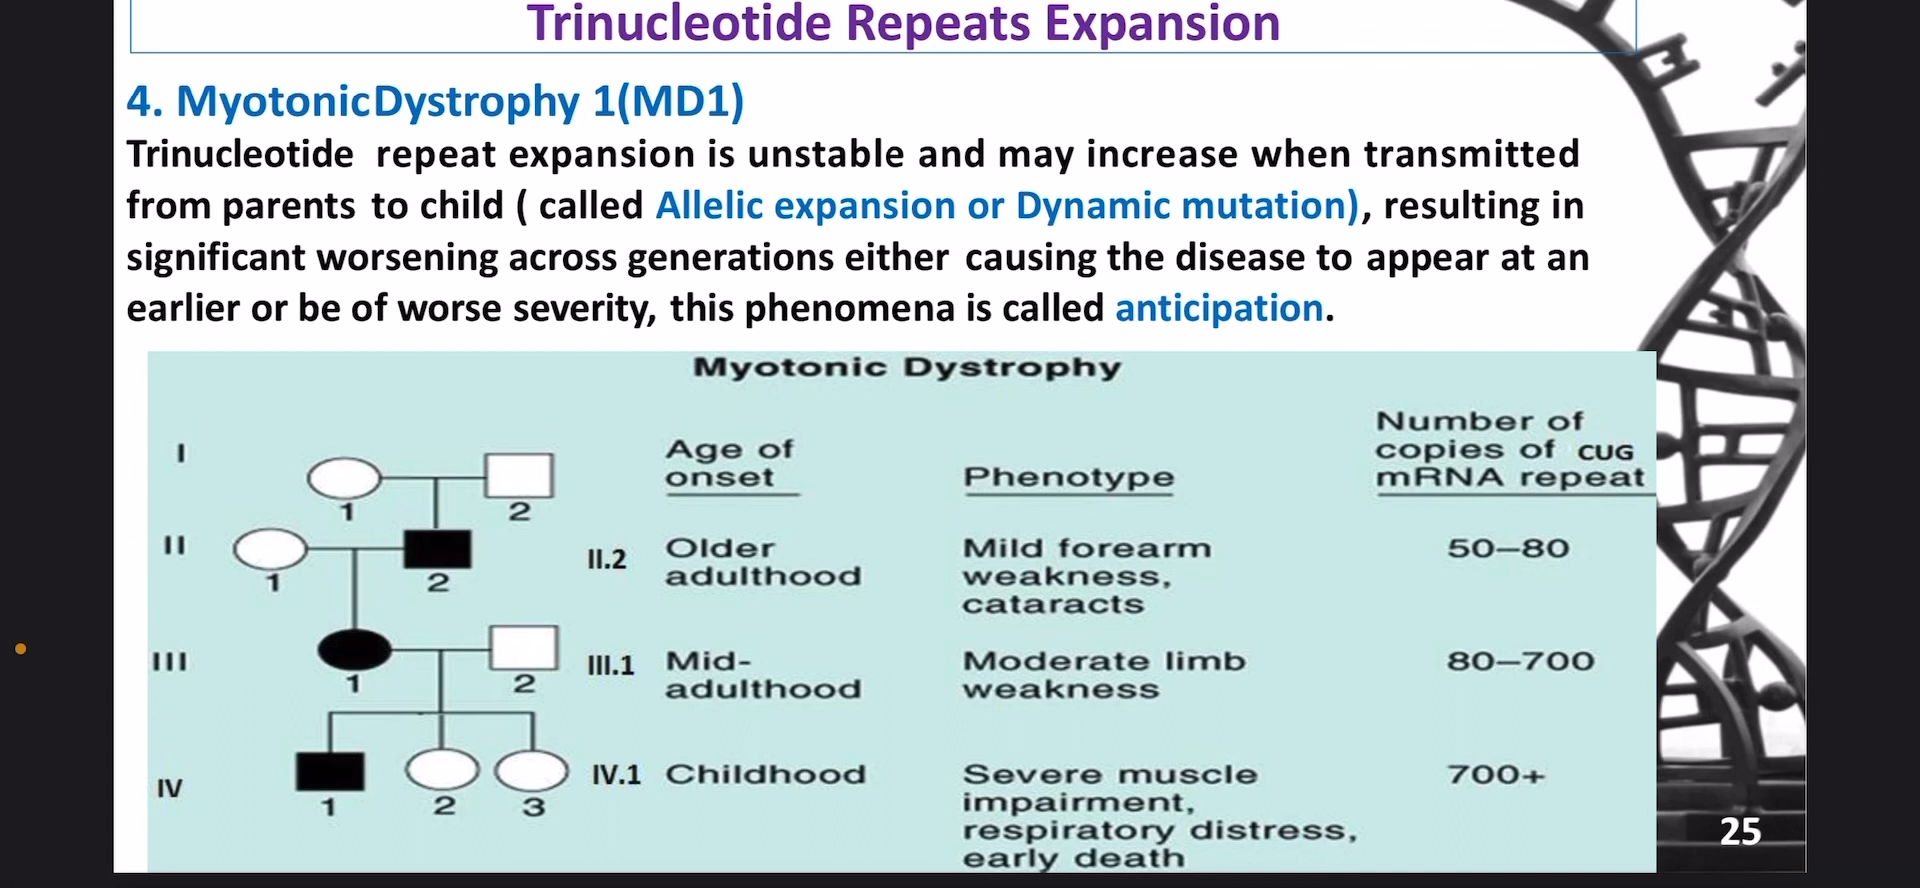 Trinucleotide Repeats Expansion
4. Myotonic Dystrophy 1(MD1)
Trinucleotide repeat expansion is unstable and may increase when transmitted
from parents to child ( called Allelic expansion or Dynamic mutation), resulting in
significant worsening across generations either causing the disease to appear at an
earlier or be of worse severity, this phenomena is called anticipation.
Myotonic Dystrophy
Age of
onset
Phenotype
Number of
copies of CUG
mRNA repeat
I
1
2
II
1
2
II.2
Older
adulthood
Mild forearm
weakness,
cataracts
50–80
III
1
2
III.1
Mid-
adulthood
Moderate limb
weakness
80–700
IV
1
2
3
IV.1
Childhood
Severe muscle
impairment,
respiratory distress,
early death
700+
25